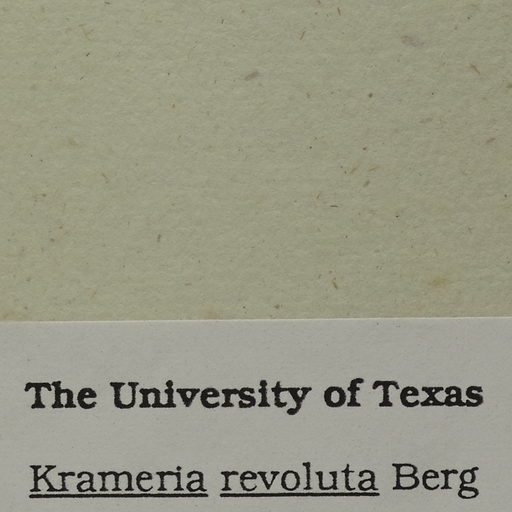 The University of Texas
Krameria revoluta Berg